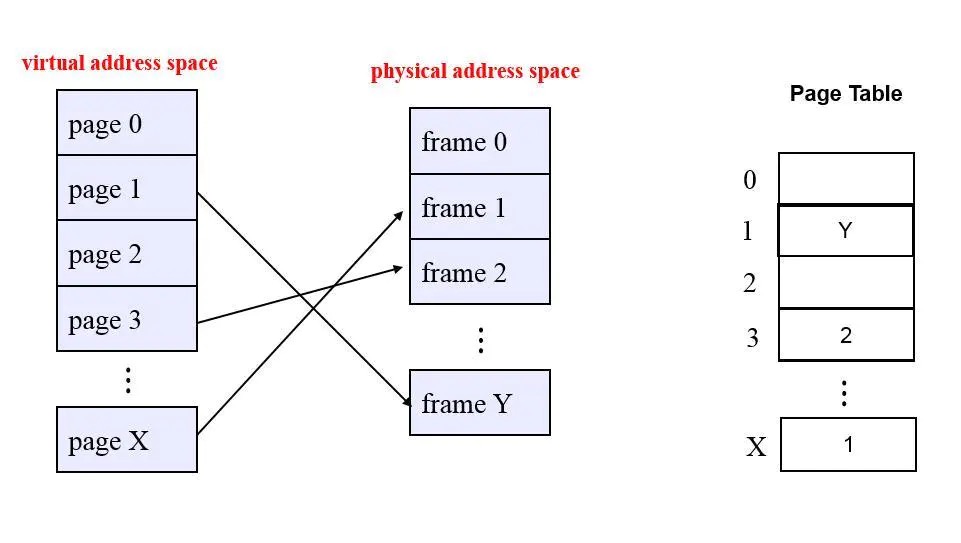 virtual address space
page 0
page 1
page 2
page 3
⋮
page X
physical address space
frame 0
frame 1
frame 2
⋮
frame Y
Page Table
0
1 Y
2
3 2
⋮
X 1